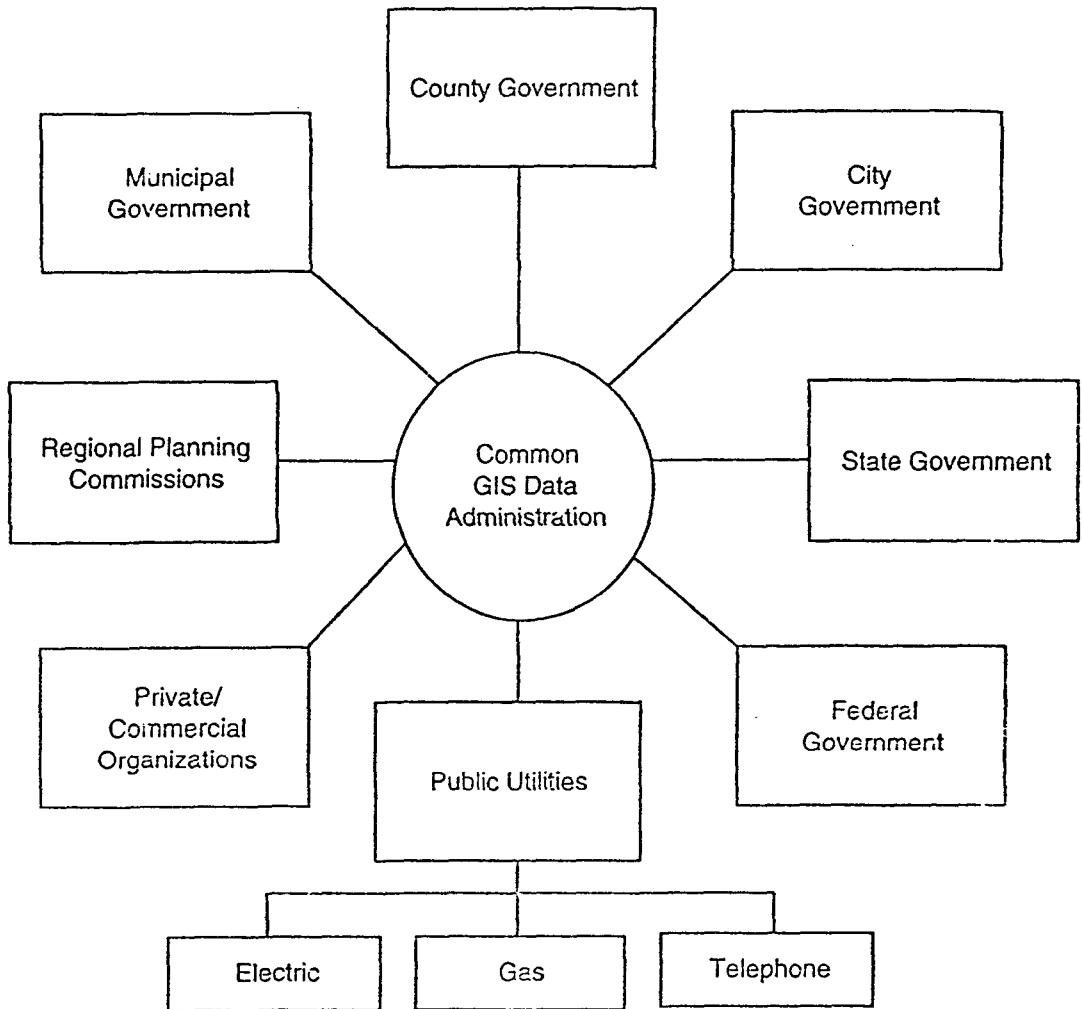 County Government
Municipal
Government
City
Government
Regional Planning
Commissions
Common
GIS Data
Administration
State Government
Private/
Commercial
Organizations
Public Utilities
Federal
Government
Electric
Gas
Telephone